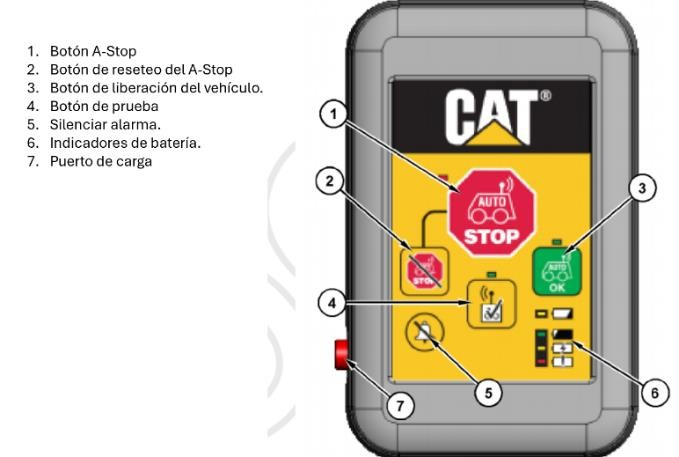 1. Botón A-Stop
2. Botón de reseteo del A-Stop
3. Botón de liberación del vehículo.
4. Botón de prueba
5. Silenciar alarma.
6. Indicadores de batería.
7. Puerto de carga
CAT®
1
AUTO
STOP
2
STOP
3
AUTO
OK
4
5
6
7